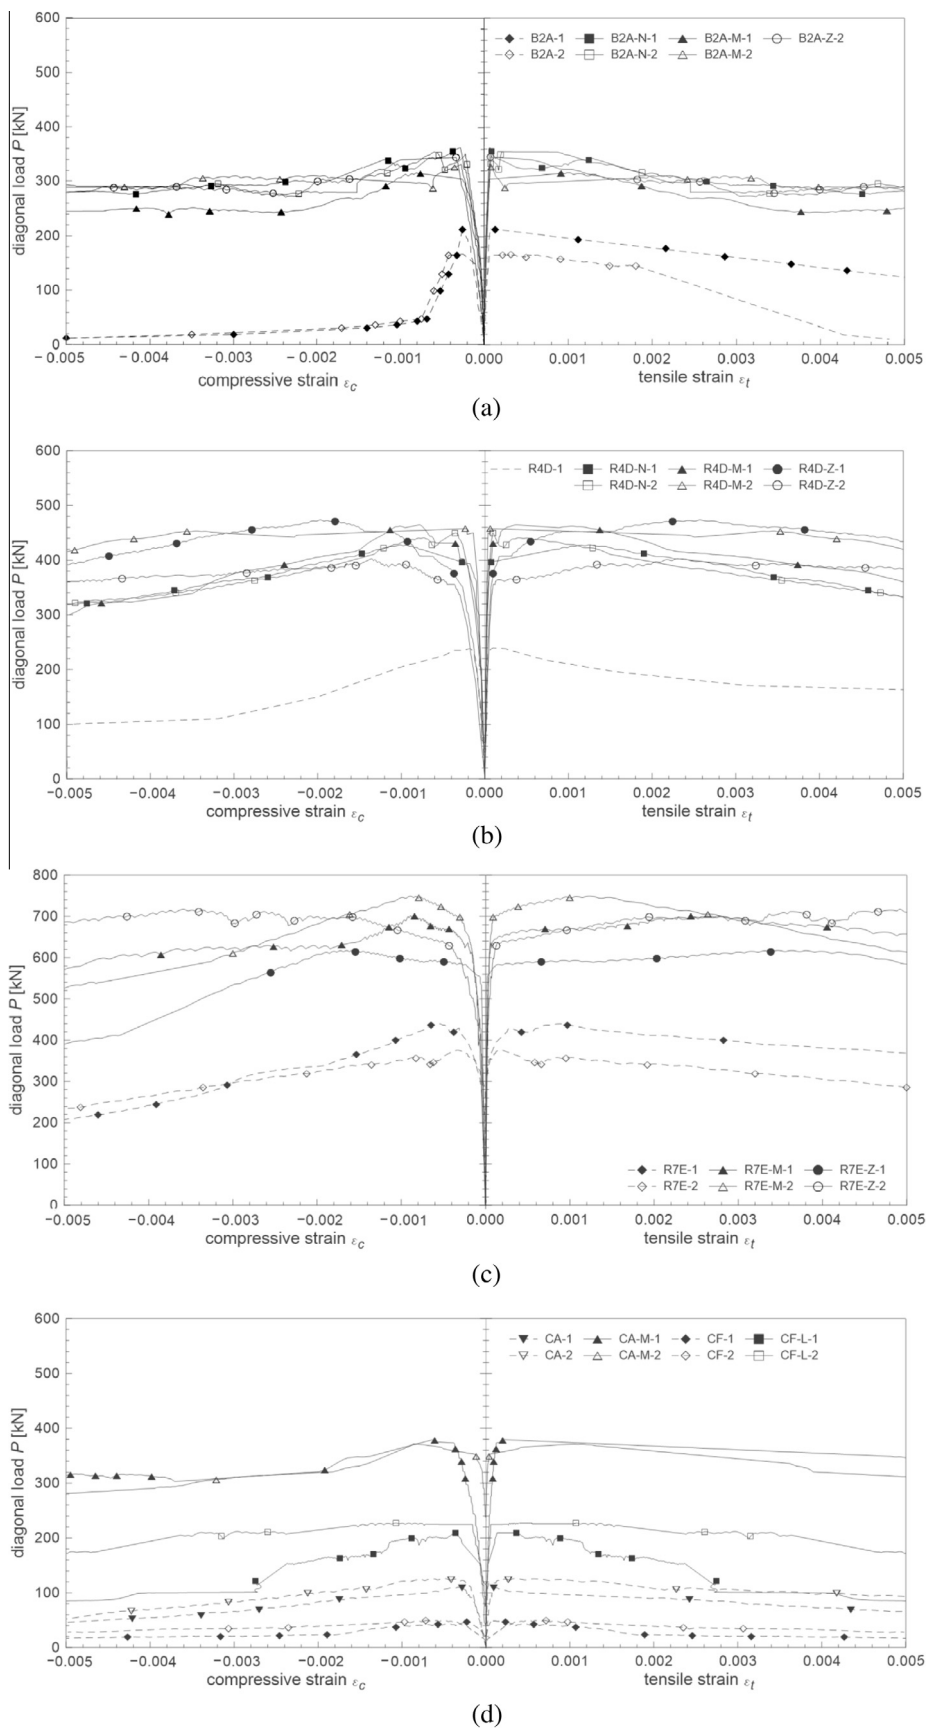 600
500
400
300
200
100
0
diagonal load P [kN]
B2A-1 B2A-N-1 B2A-M-1 B2A-Z-2
B2A-2 B2A-N-2 B2A-M-2
−0.005 −0.004 −0.003 −0.002 −0.001 0.000 0.001 0.002 0.003 0.004 0.005
compressive strain εc tensile strain εt
(a)
600
500
400
300
200
100
0
diagonal load P [kN]
R4D-1 R4D-N-1 R4D-M-1 R4D-Z-1
R4D-N-2 R4D-M-2 R4D-Z-2
−0.005 −0.004 −0.003 −0.002 −0.001 0.000 0.001 0.002 0.003 0.004 0.005
compressive strain εc tensile strain εt
(b)
800
700
600
500
400
300
200
100
0
diagonal load P [kN]
R7E-1 R7E-M-1 R7E-Z-1
R7E-2 R7E-M-2 R7E-Z-2
−0.005 −0.004 −0.003 −0.002 −0.001 0.000 0.001 0.002 0.003 0.004 0.005
compressive strain εc tensile strain εt
(c)
600
500
400
300
200
100
0
diagonal load P [kN]
CA-1 CA-M-1 CF-1 CF-L-1
CA-2 CA-M-2 CF-2 CF-L-2
−0.005 −0.004 −0.003 −0.002 −0.001 0.000 0.001 0.002 0.003 0.004 0.005
compressive strain εc tensile strain εt
(d)